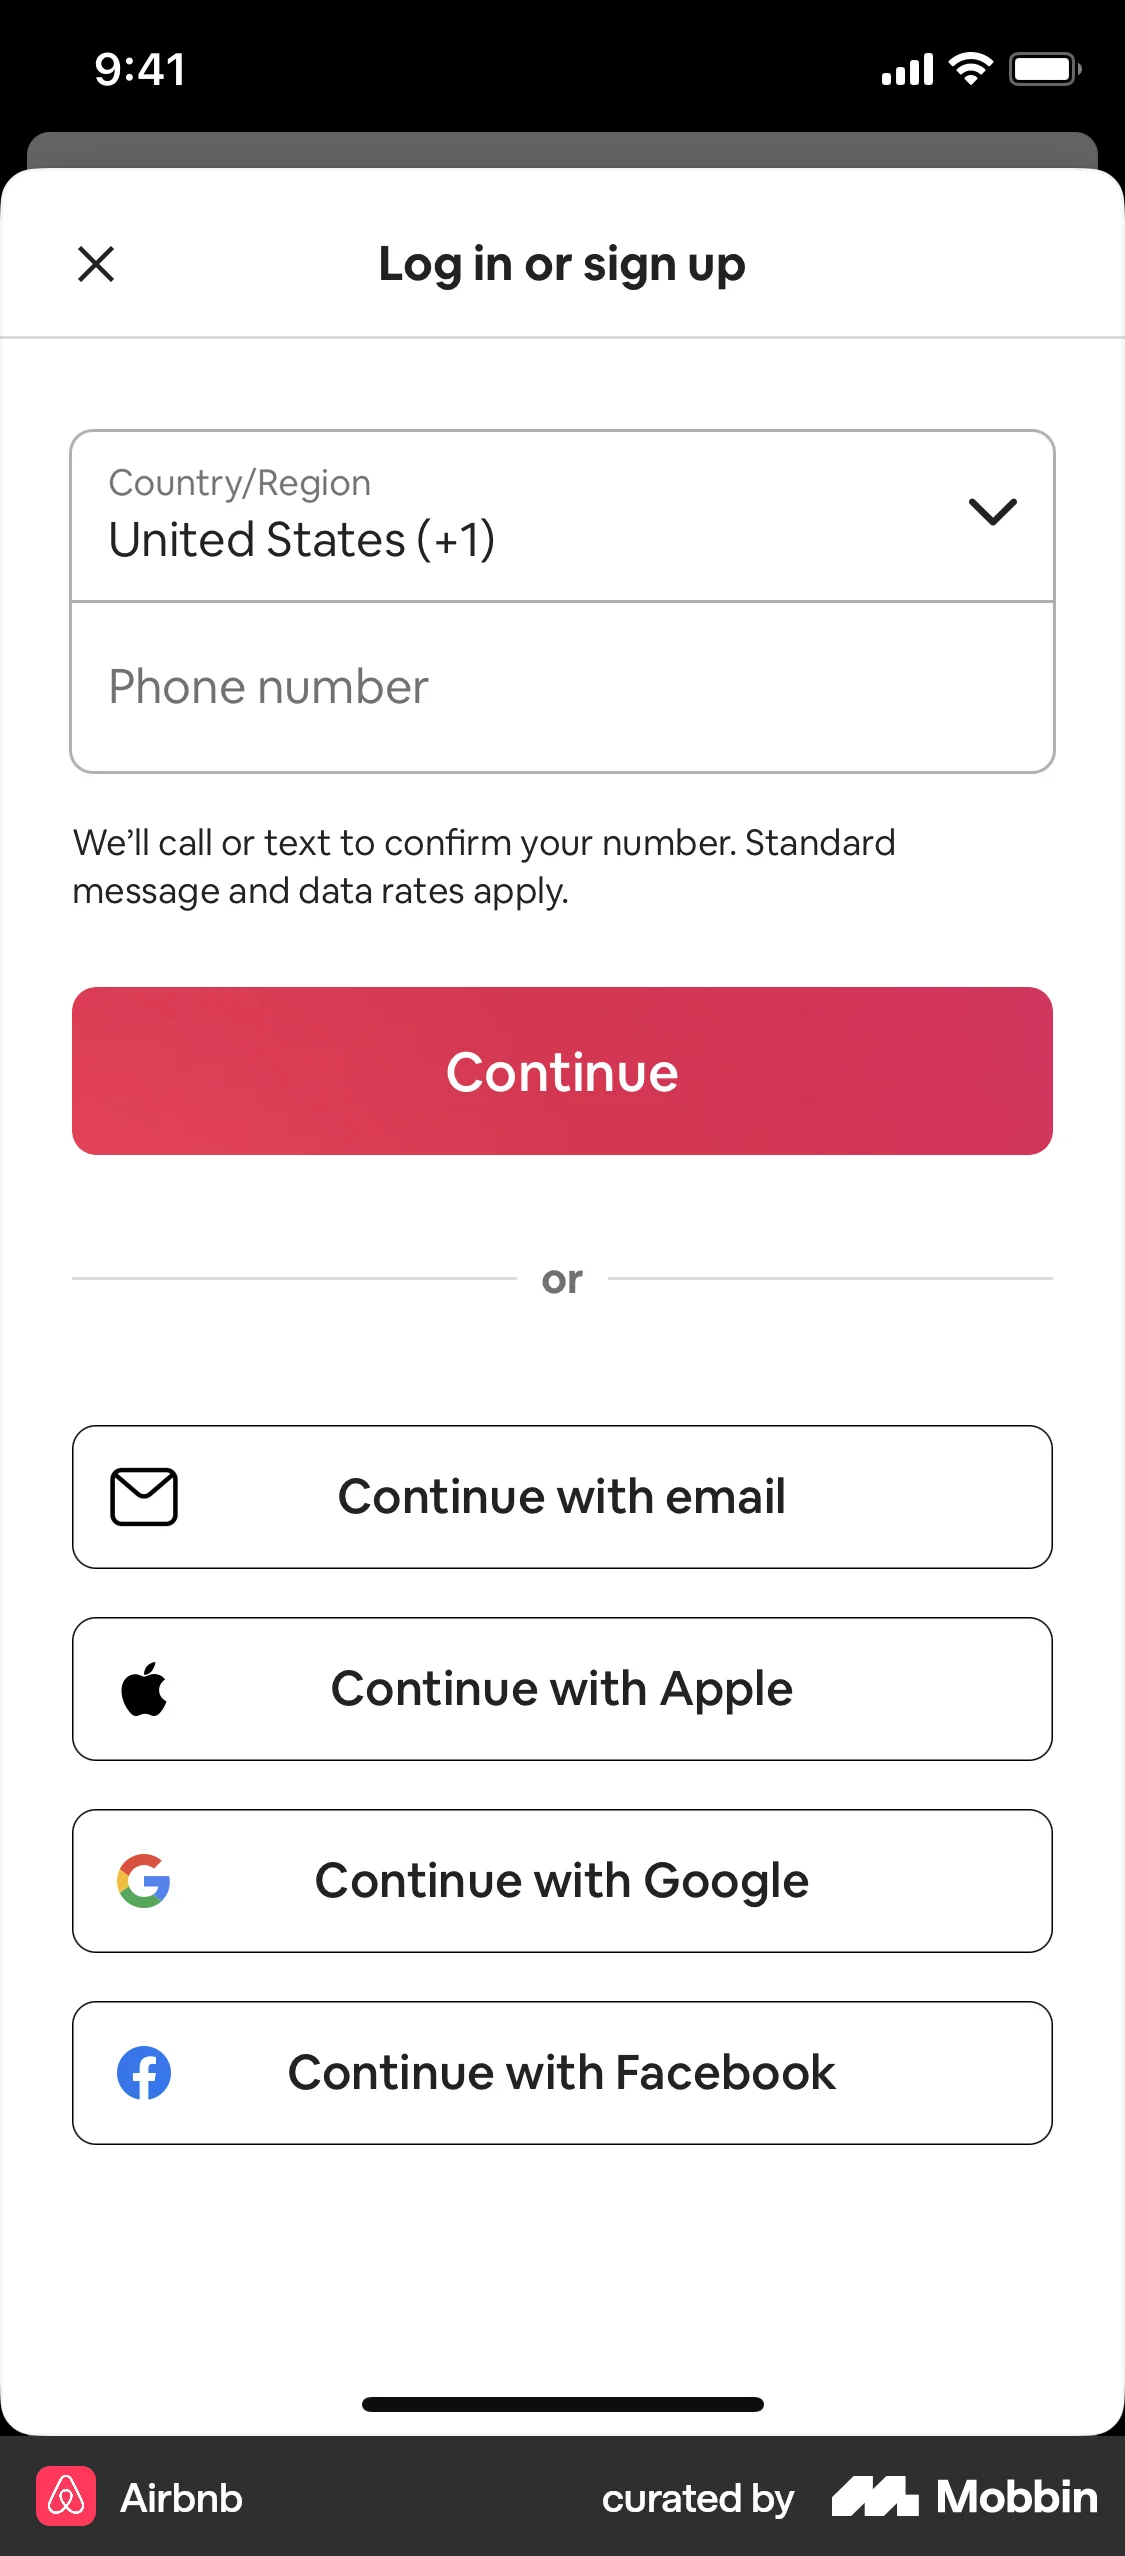 9:41
Log in or sign up
Country/Region
United States (+1)
Phone number
We’ll call or text to confirm your number. Standard
message and data rates apply.
Continue
or
Continue with email
Continue with Apple
Continue with Google
Continue with Facebook
Airbnb curated by Mobbin